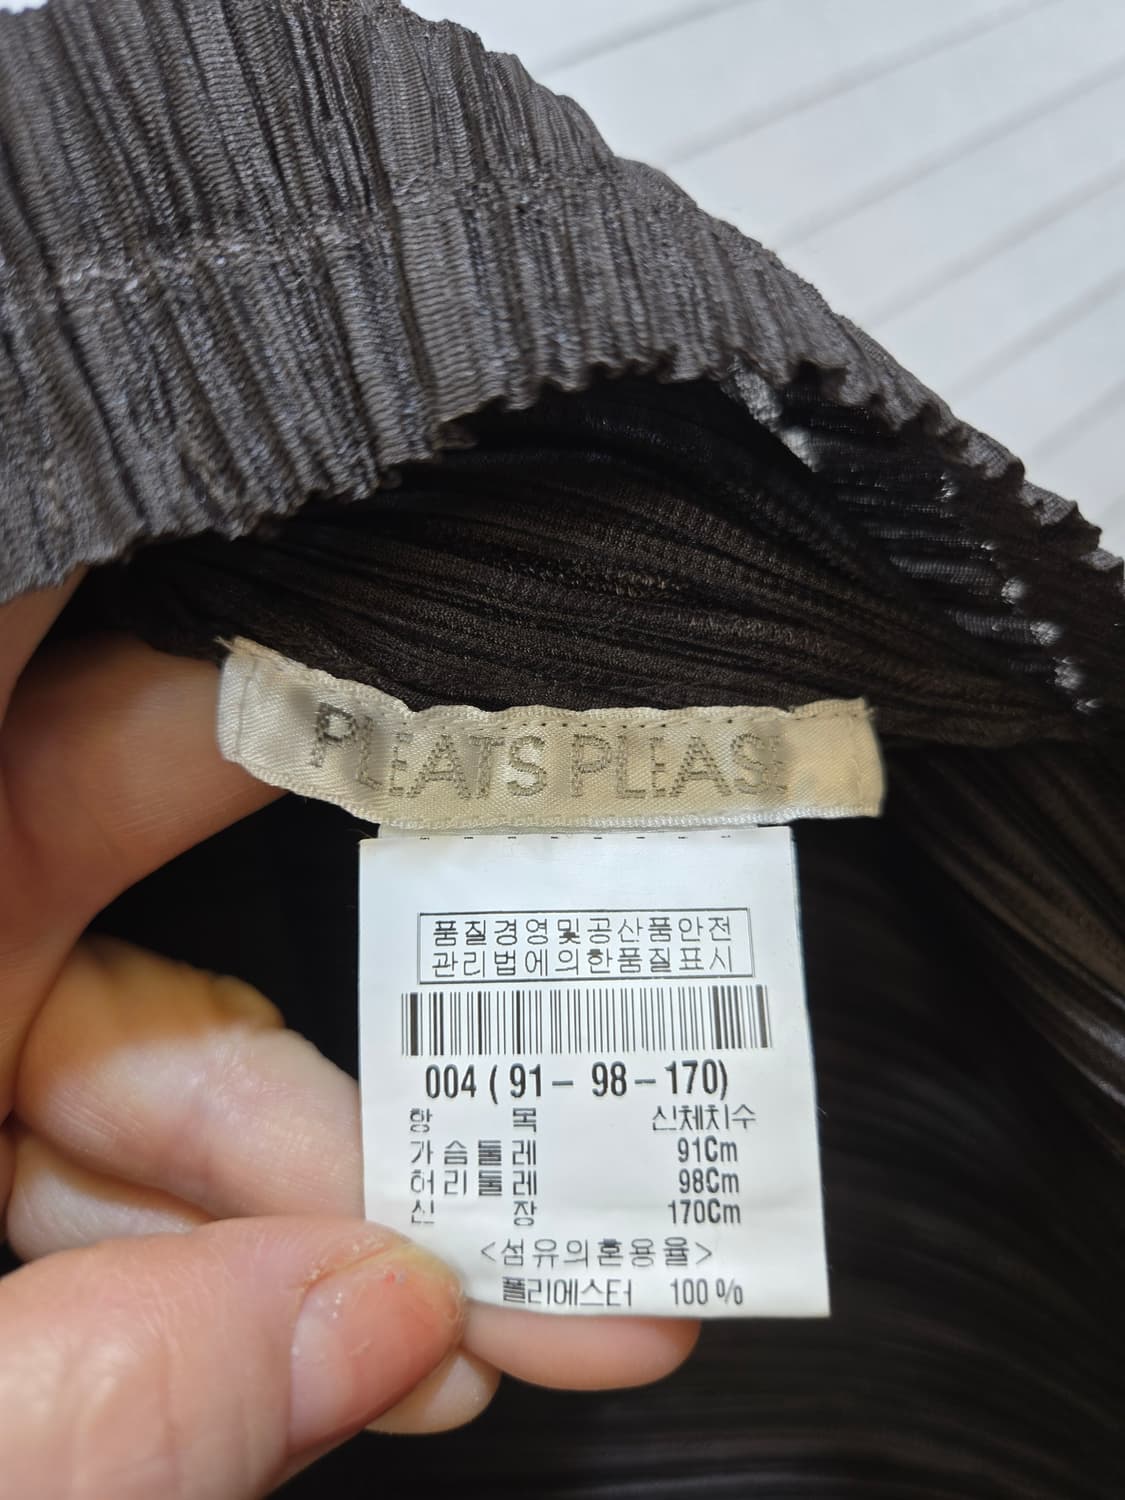 PLEATS PLEASE
품질경영및공산품안전
관리법에의한품질표시
004 ( 91 - 98 - 170)
항 목 신체치수
가슴둘레 91Cm
허리둘레 98Cm
신 장 170Cm
<섬유의혼용율>
폴리에스터 100 %